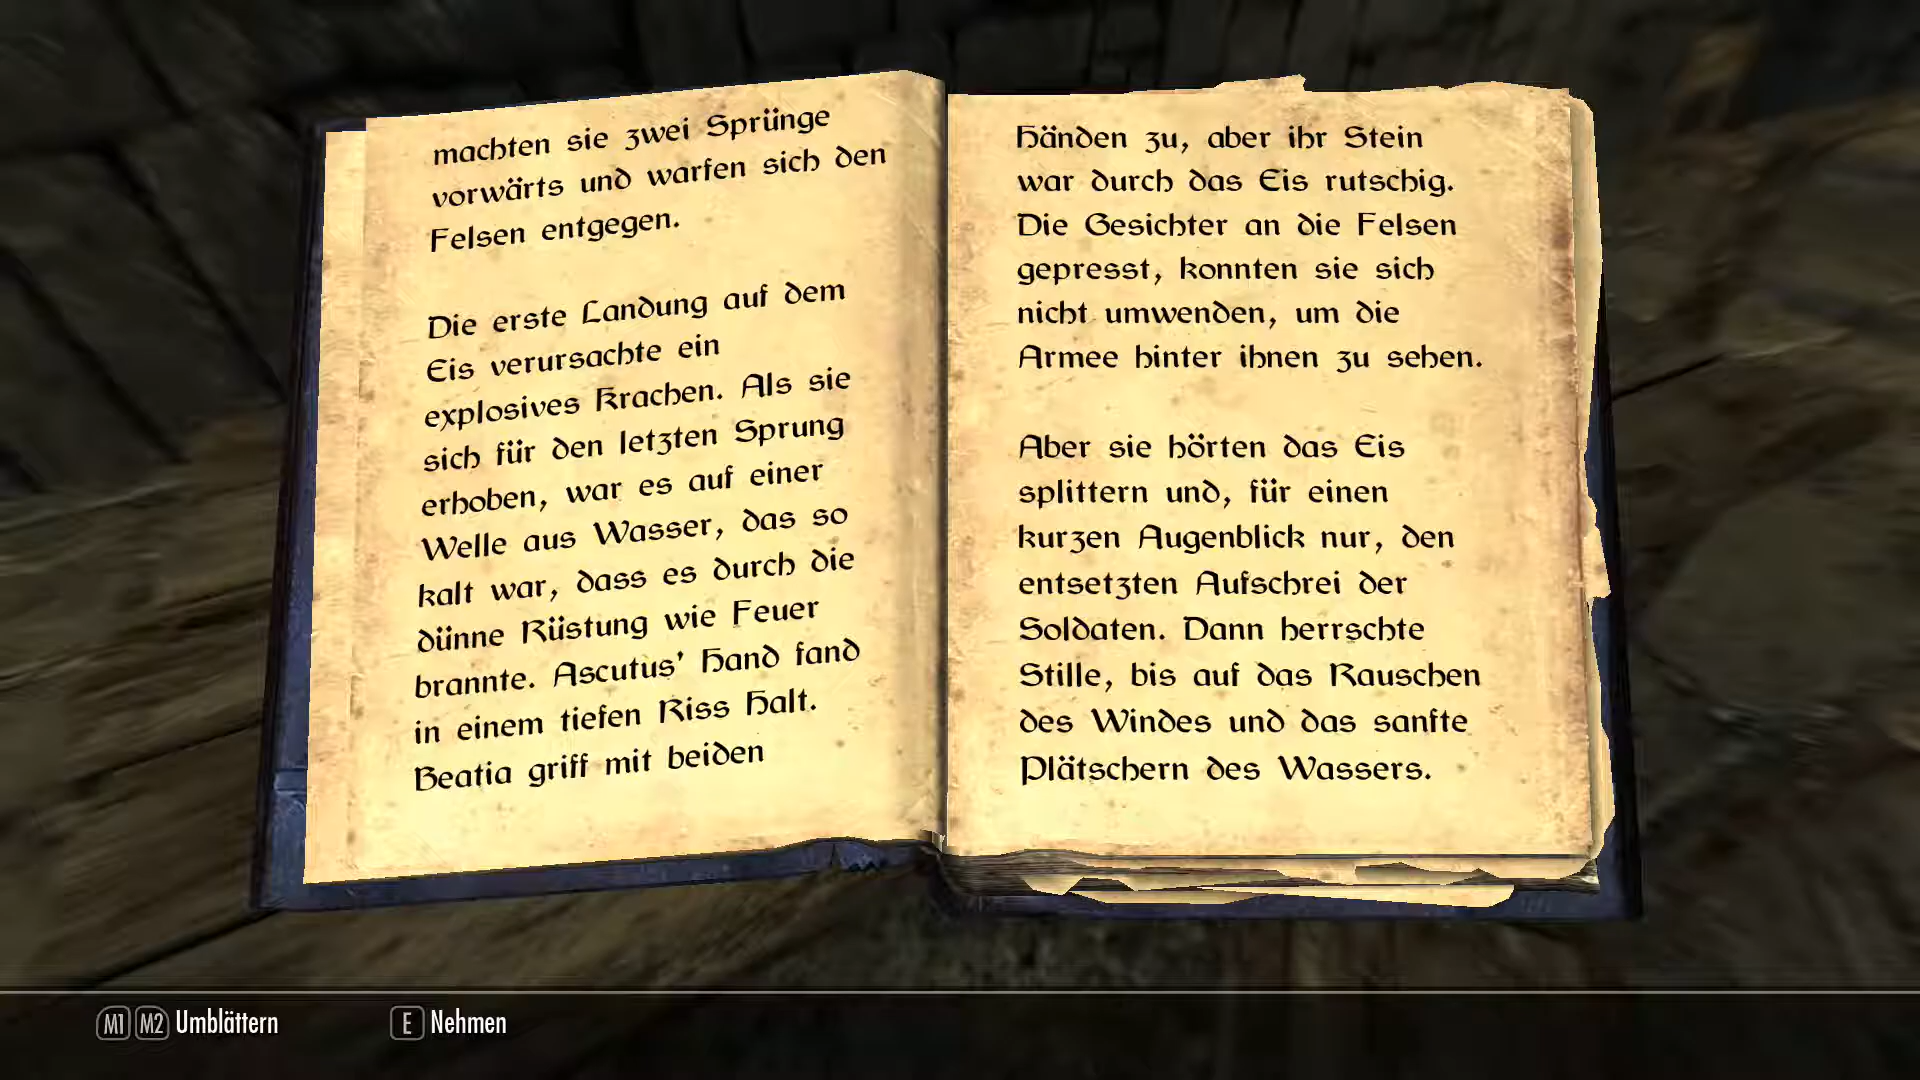 machten sie zwei Sprünge
vorwärts und warfen sich den
Felsen entgegen.
Die erste Landung auf dem
Eis verursachte ein
explosives Krachen. Als sie
sich für den letzten Sprung
erhoben, war es auf einer
Welle aus Wasser, das so
kalt war, dass es durch die
dünne Rüstung wie Feuer
brannte. Ascutus' Hand fand
in einem tiefen Riss Halt.
Beatia griff mit beiden
Händen zu, aber ihr Stein
war durch das Eis rutschig.
Die Gesichter an die Felsen
gepresst, konnten sie sich
nicht umwenden, um die
Armee hinter ihnen zu sehen.
Aber sie hörten das Eis
splittern und, für einen
kurzen Augenblick nur, den
entsetzten Aufschrei der
Soldaten. Dann herrschte
Stille, bis auf das Rauschen
des Windes und das sanfte
Plätschern des Wassers.
M1 M2 Umblättern
E Nehmen